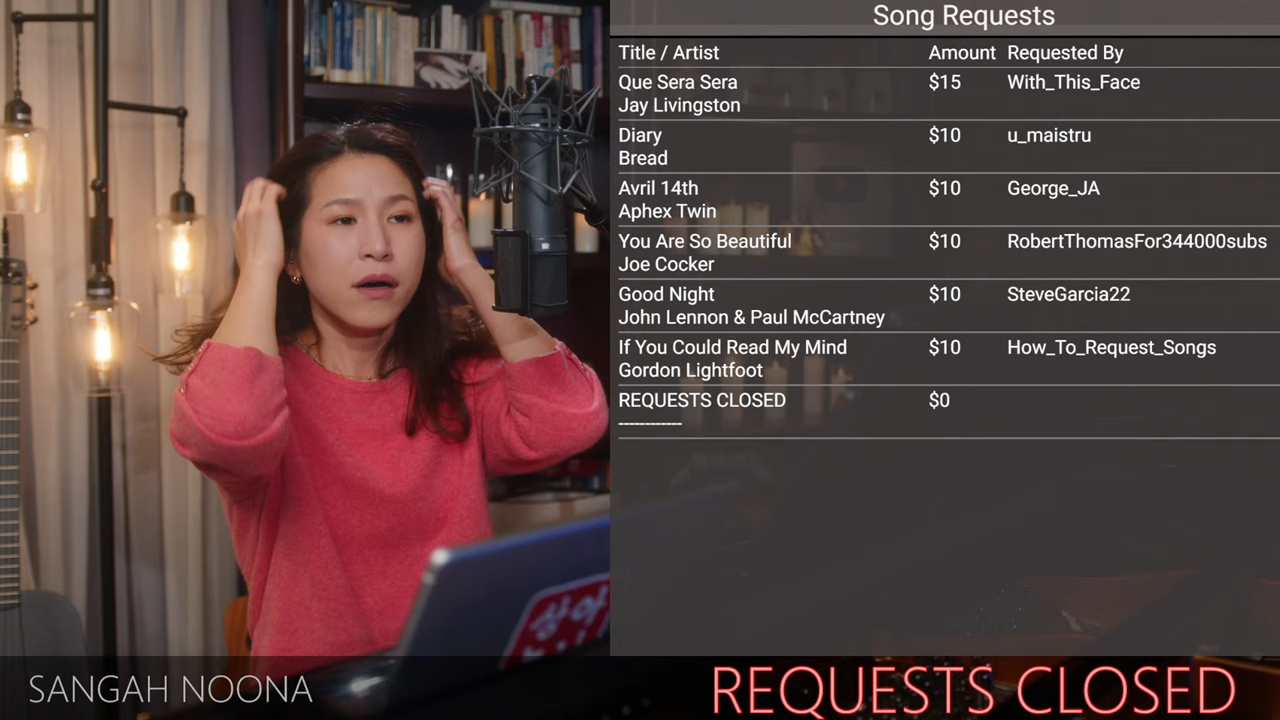 Song Requests
Title / Artist Amount Requested By
Que Sera Sera $15 With_This_Face
Jay Livingston
Diary $10 u_maistru
Bread
Avril 14th $10 George_JA
Aphex Twin
You Are So Beautiful $10 RobertThomasFor344000subs
Joe Cocker
Good Night $10 SteveGarcia22
John Lennon & Paul McCartney
If You Could Read My Mind $10 How_To_Request_Songs
Gordon Lightfoot
REQUESTS CLOSED $0
------------
상아
SANGAH NOONA
REQUESTS CLOSED